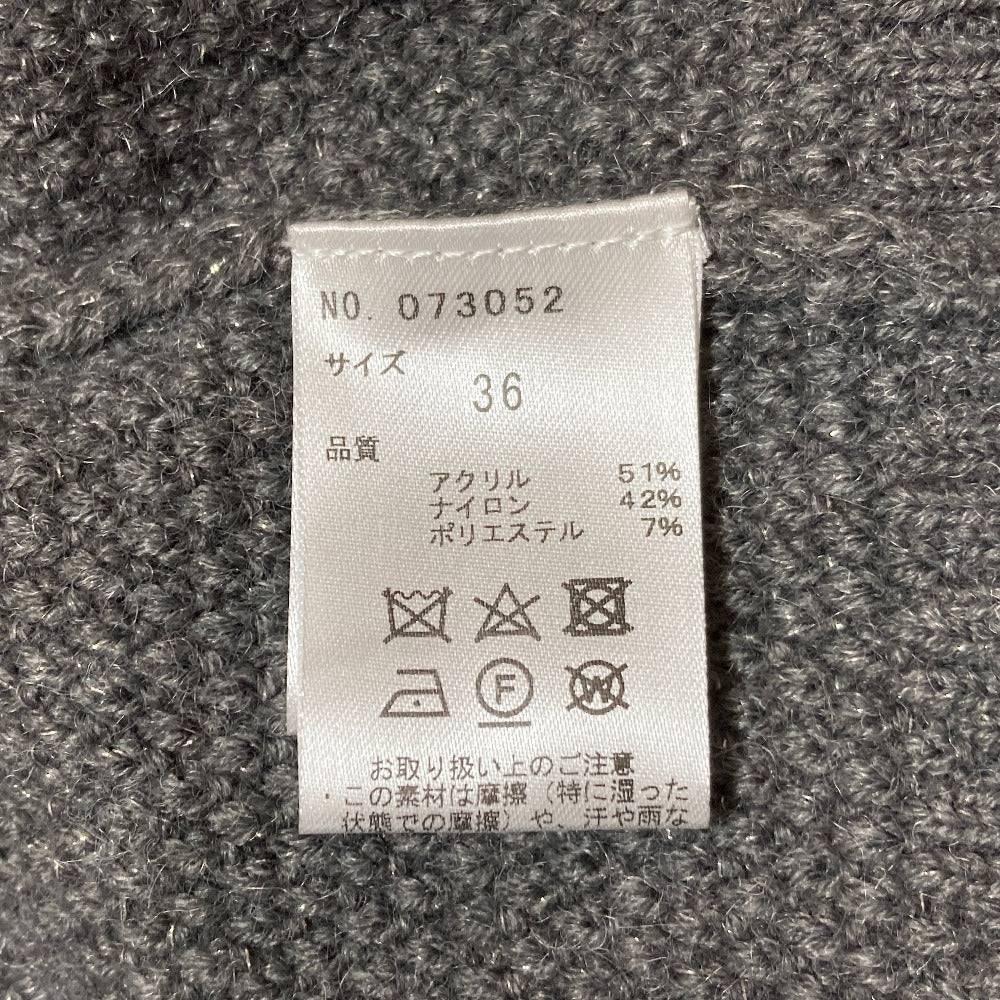 NO. 073052
サイズ
36
品質
アクリル 51%
ナイロン 42%
ポリエステル 7%
F
W
お取り扱い上のご注意
・この素材は摩擦（特に湿った
状態での摩擦）や、汗や雨な